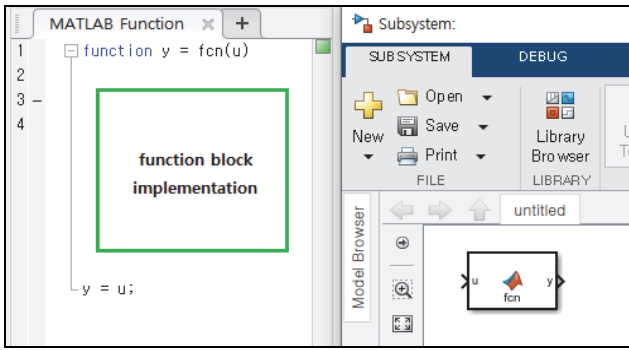 MATLAB Function × +
1 function y = fcn(u)
2
3 –
4
function block
implementation
y = u;
Subsystem:
SUBSYSTEM DEBUG
New
Open
Save
Print
FILE
Library
Browser
LIBRARY
Model Browser
untitled
u
fcn
y